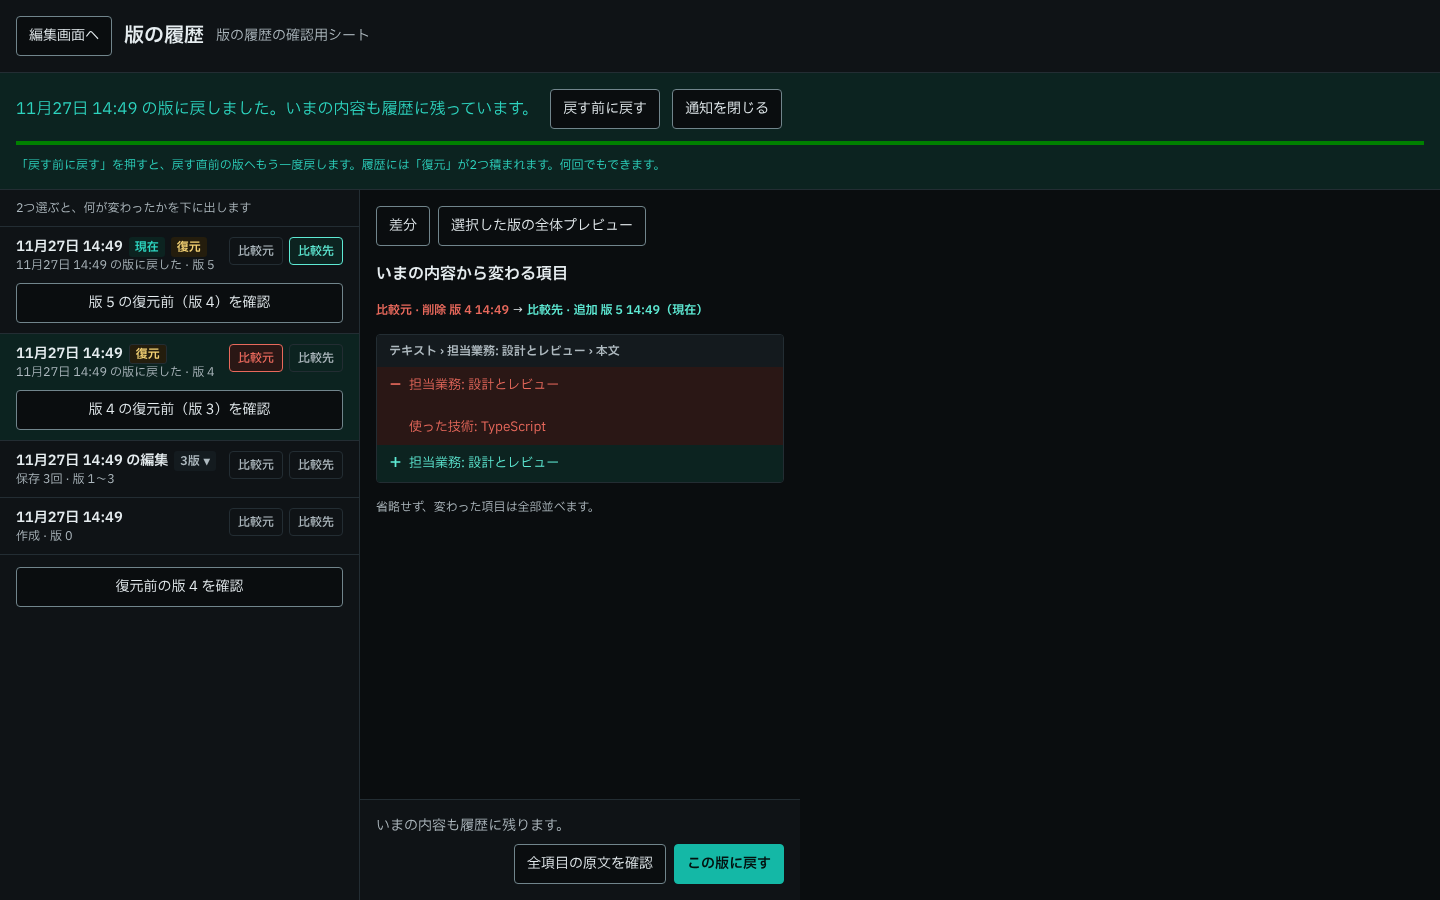 編集画面へ
版の履歴
版の履歴の確認用シート
11月27日 14:49 の版に戻しました。いまの内容も履歴に残っています。
戻す前に戻す
通知を閉じる
「戻す前に戻す」を押すと、戻す直前の版へもう一度戻します。履歴には「復元」が2つ積まれます。何回でもできます。
2つ選ぶと、何が変わったかを下に出します
11月27日 14:49 現在 復元
11月27日 14:49 の版に戻した · 版 5
比較元 比較先
版 5 の復元前（版 4）を確認
11月27日 14:49 復元
11月27日 14:49 の版に戻した · 版 4
比較元 比較先
版 4 の復元前（版 3）を確認
11月27日 14:49 の編集 3版 ▾
保存 3回 · 版 1〜3
比較元 比較先
11月27日 14:49
作成 · 版 0
比較元 比較先
復元前の版 4 を確認
差分
選択した版の全体プレビュー
いまの内容から変わる項目
比較元 · 削除 版 4 14:49 → 比較先 · 追加 版 5 14:49（現在）
テキスト › 担当業務: 設計とレビュー › 本文
− 担当業務: 設計とレビュー
使った技術: TypeScript
+ 担当業務: 設計とレビュー
省略せず、変わった項目は全部並べます。
いまの内容も履歴に残ります。
全項目の原文を確認
この版に戻す